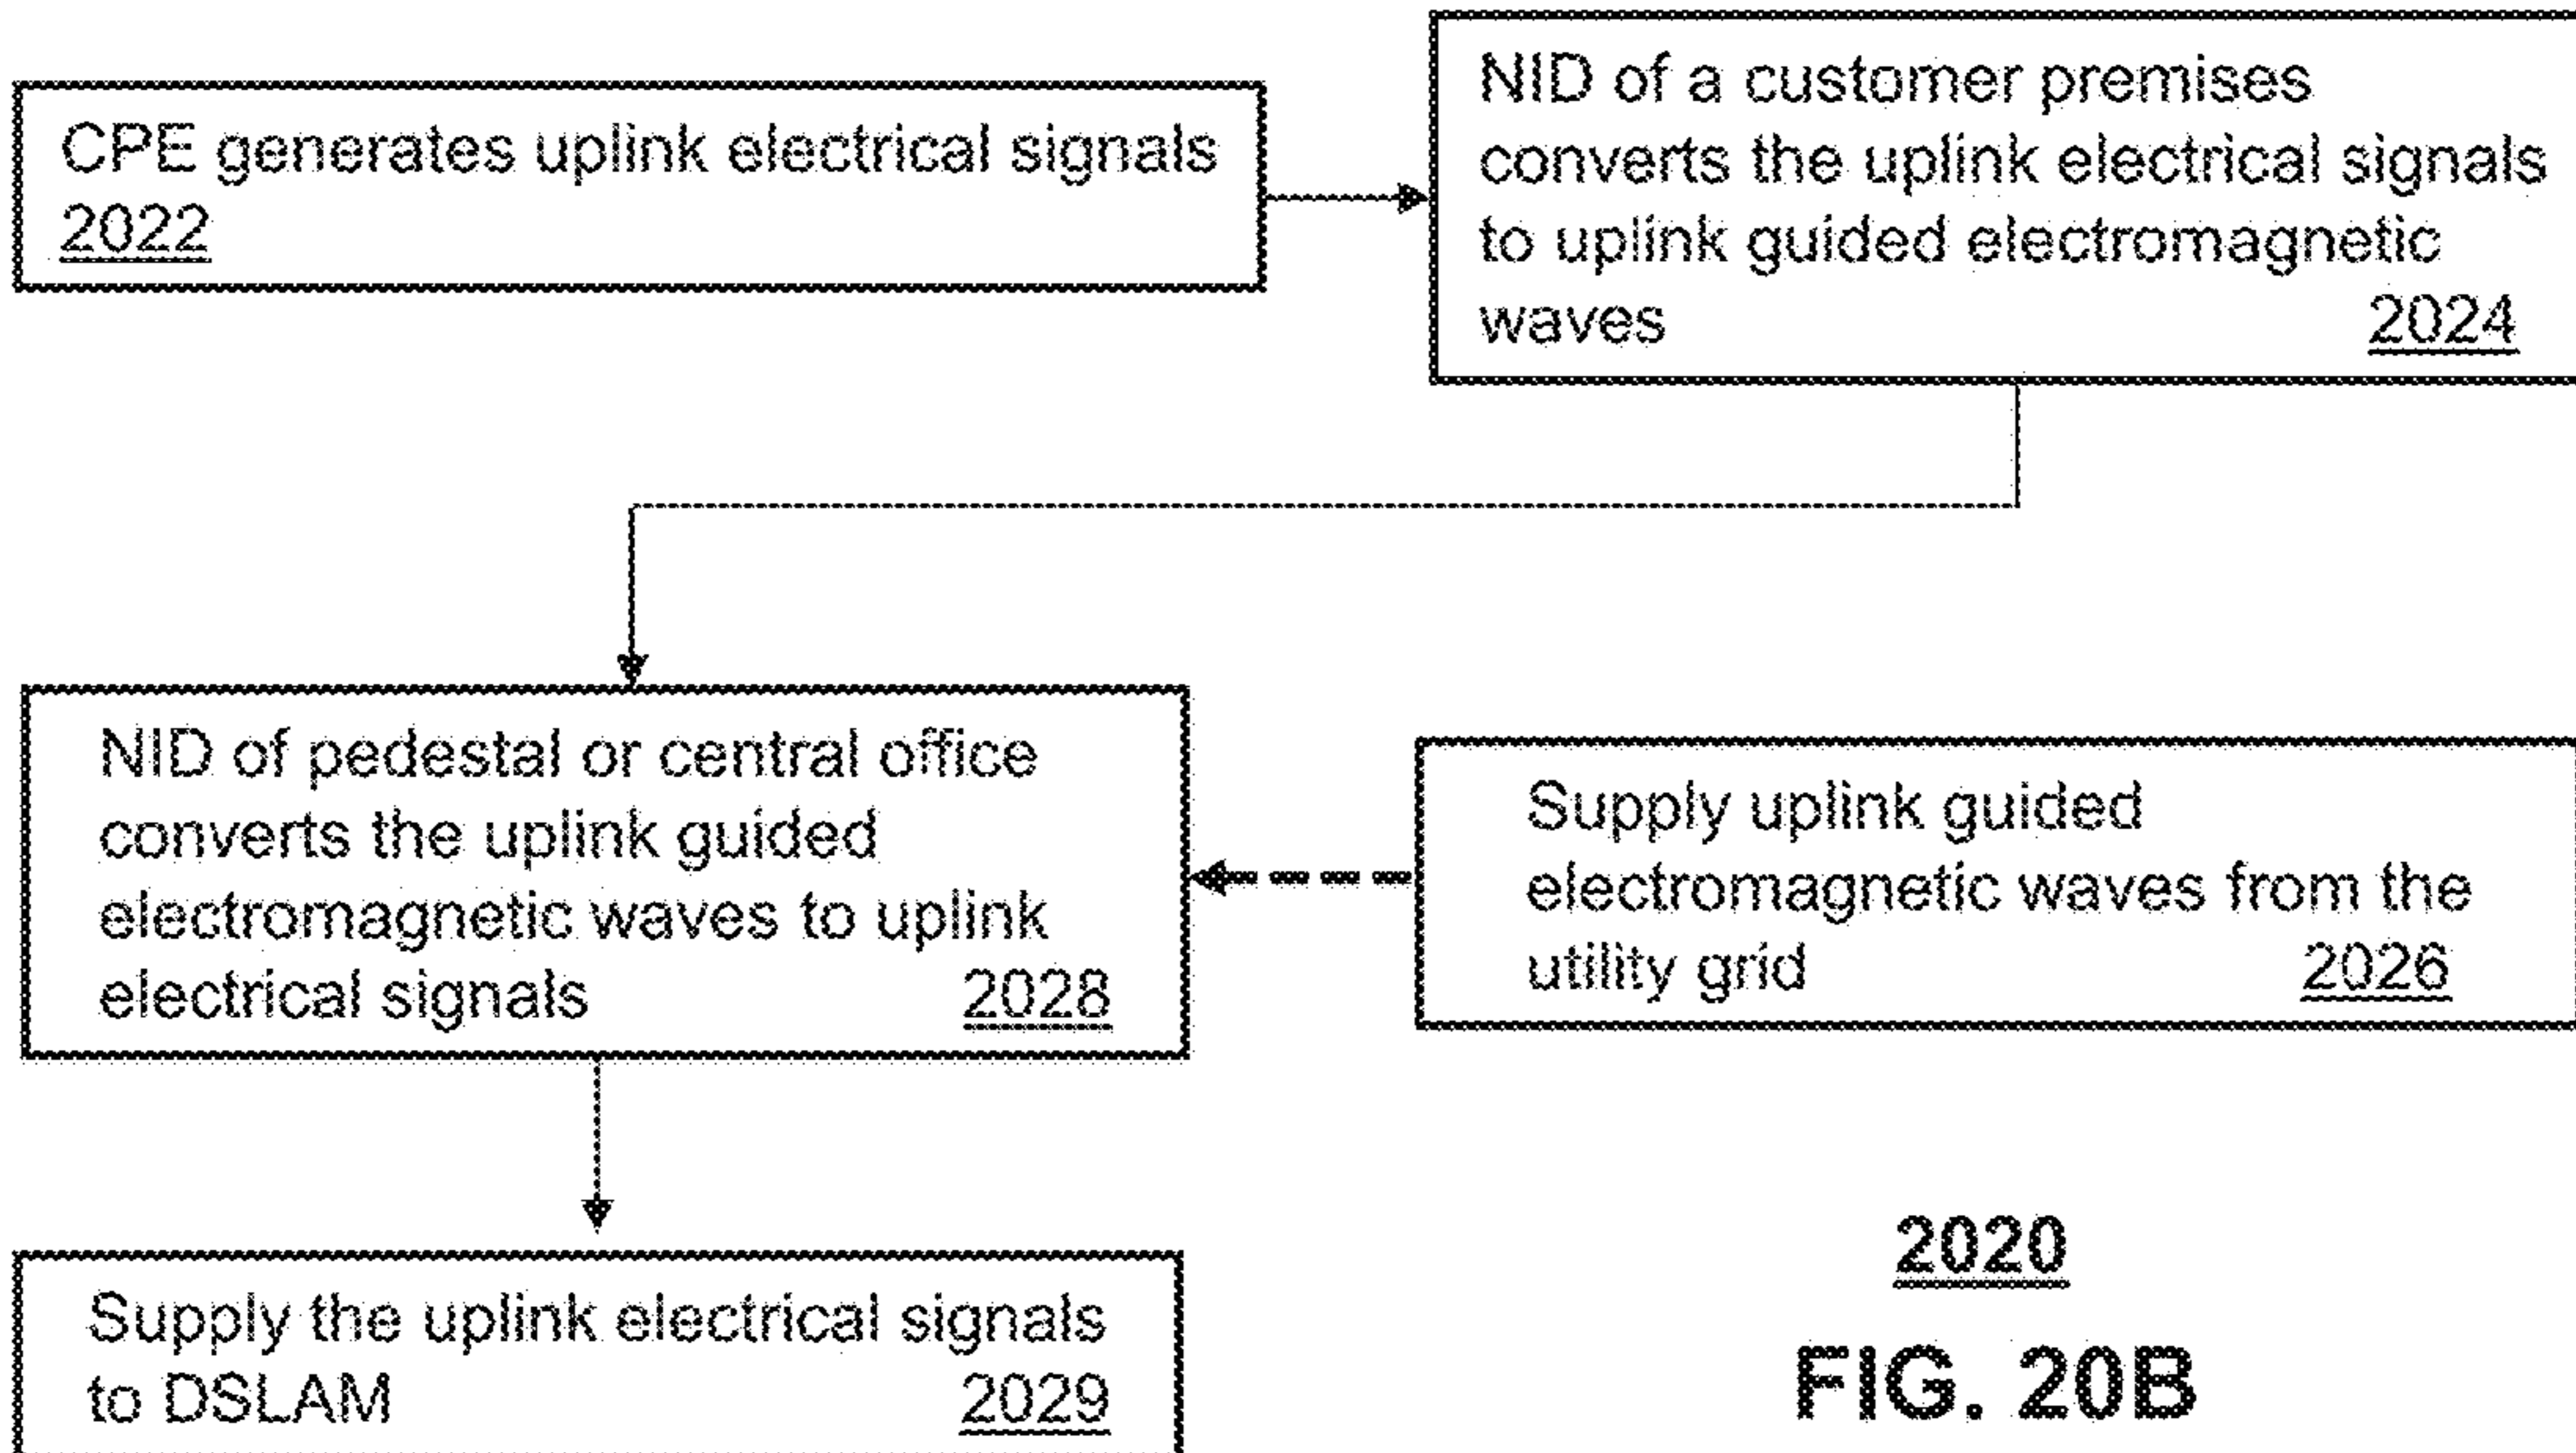 CPE generates uplink electrical signals
2022
NID of a customer premises
converts the uplink electrical signals
to uplink guided electromagnetic
waves 2024
NID of pedestal or central office
converts the uplink guided
electromagnetic waves to uplink
electrical signals 2028
Supply uplink guided
electromagnetic waves from the
utility grid 2026
Supply the uplink electrical signals
to DSLAM 2029
2020
FIG. 20B